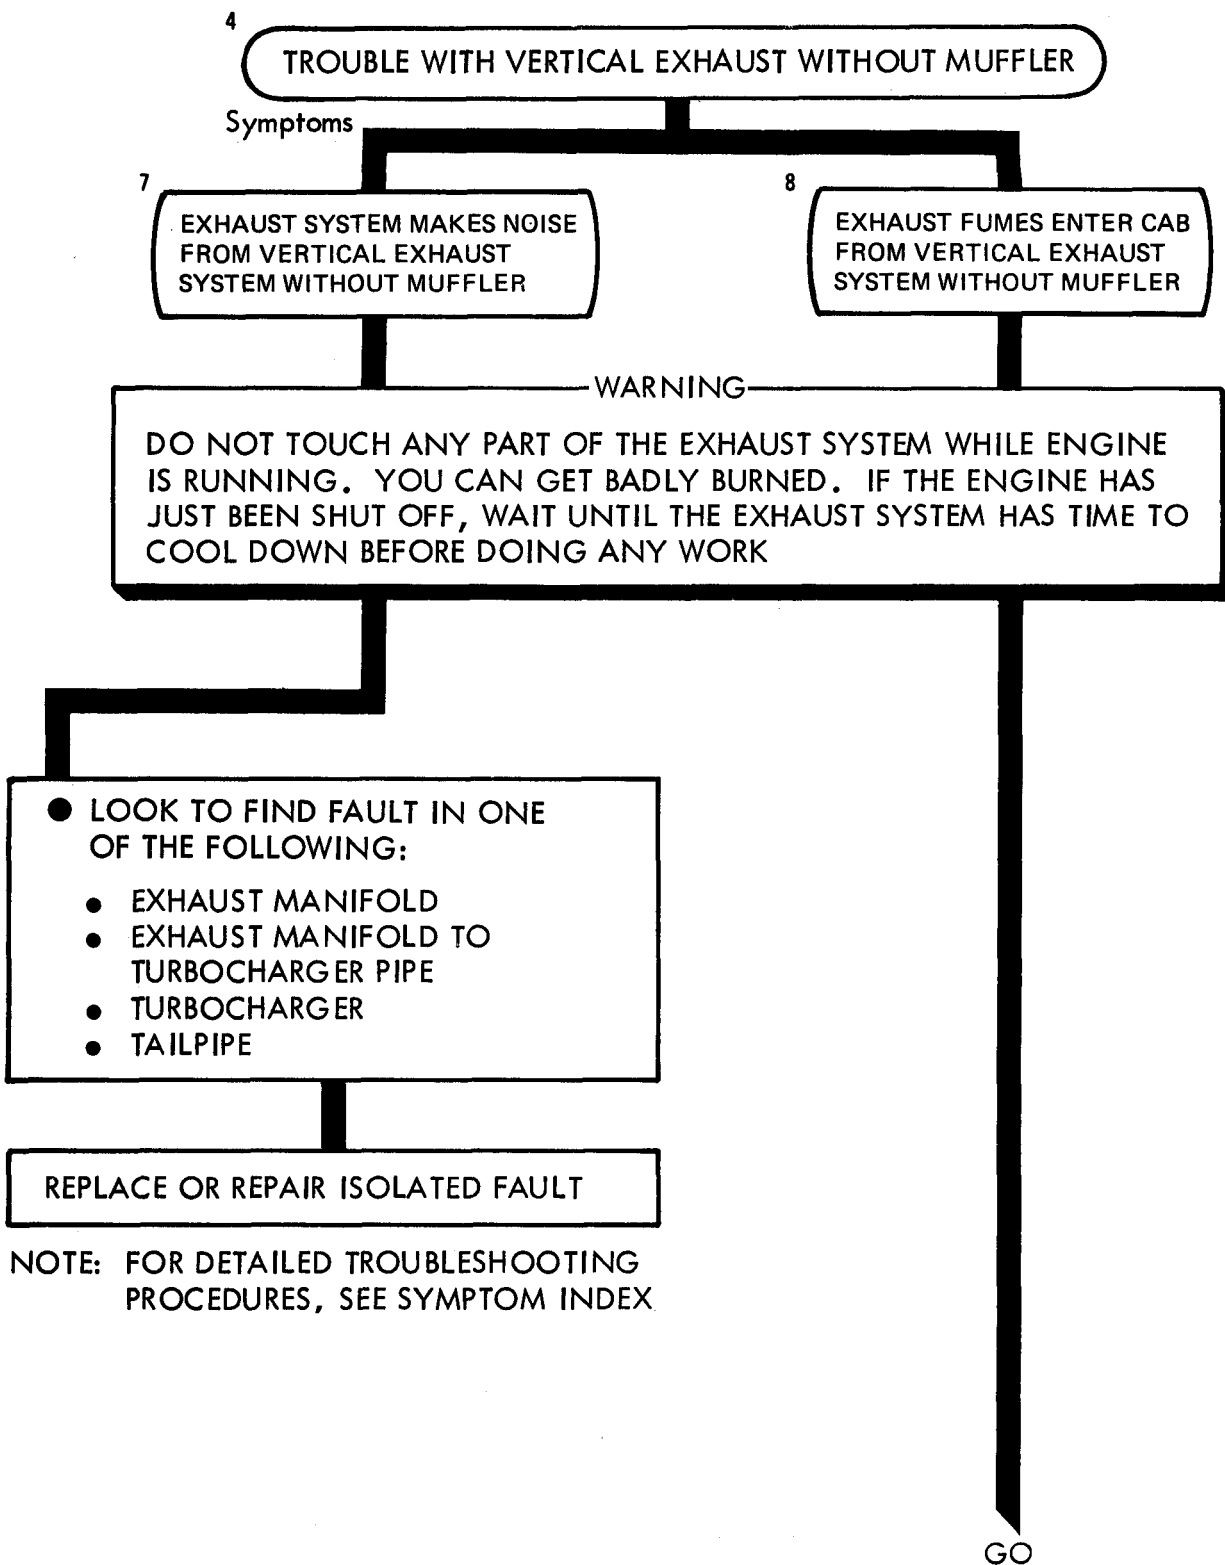 4
TROUBLE WITH VERTICAL EXHAUST WITHOUT MUFFLER
Symptoms
7
EXHAUST SYSTEM MAKES NOISE
FROM VERTICAL EXHAUST
SYSTEM WITHOUT MUFFLER
8
EXHAUST FUMES ENTER CAB
FROM VERTICAL EXHAUST
SYSTEM WITHOUT MUFFLER
WARNING
DO NOT TOUCH ANY PART OF THE EXHAUST SYSTEM WHILE ENGINE
IS RUNNING. YOU CAN GET BADLY BURNED. IF THE ENGINE HAS
JUST BEEN SHUT OFF, WAIT UNTIL THE EXHAUST SYSTEM HAS TIME TO
COOL DOWN BEFORE DOING ANY WORK
● LOOK TO FIND FAULT IN ONE
OF THE FOLLOWING:
● EXHAUST MANIFOLD
● EXHAUST MANIFOLD TO
TURBOCHARGER PIPE
● TURBOCHARGER
● TAILPIPE
REPLACE OR REPAIR ISOLATED FAULT
NOTE: FOR DETAILED TROUBLESHOOTING
PROCEDURES, SEE SYMPTOM INDEX
GO